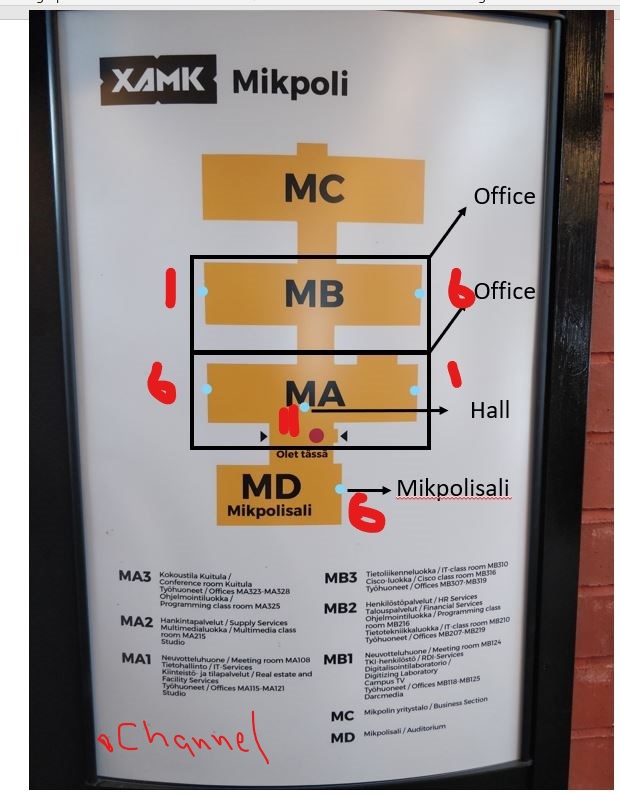 XAMK Mikpoli
MC
Office
1
MB
6
Office
6
MA
1
11
Hall
Olet tässä
MD
Mikpolisali
Mikpolisali
6
MA3 Kokoustila Kuitula /
Conference room Kuitula
Työhuoneet / Offices MA323-MA328
Ohjelmointiluokka /
Programming class room MA325
MA2 Hankintapalvelut / Supply Services
Multimedialuokka / Multimedia class
room MA215
Studio
MA1 Neuvotteluhuone / Meeting room MA108
Tietohallinto / IT-Services
Kiinteistö- ja tilapalvelut / Real estate and
Facility Services
Työhuoneet / Offices MA115-MA121
Studio
MB3 Tietoliikenneluokka / IT-class room MB310
Cisco-luokka / Cisco class room MB316
Työhuoneet / Offices MB307-MB319
MB2 Henkilöstöpalvelut / HR Services
Talouspalvelut / Financial Services
Ohjelmointiluokka / Programming class
room MB216
Tietotekniikkaluokka / IT-class room MB210
Työhuoneet / Offices MB207-MB219
MB1 Neuvotteluhuone / Meeting room MB124
TKI-henkilöstö / RDI-Services
Digitalisointilaboratorio /
Digitizing Laboratory
Campus TV
Työhuoneet / Offices MB118-MB125
Darcmedia
MC Mikpolin yritystalo / Business Section
MD Mikpolisali / Auditorium
Channel